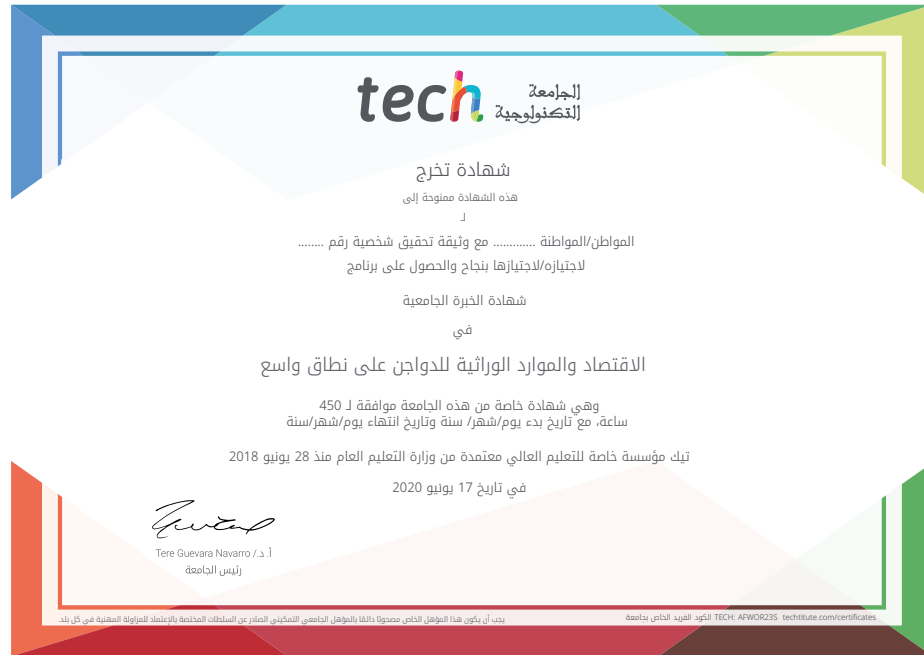 tech الجامعة
التكنولوجية
شهادة تخرج
هذه الشهادة ممنوحة إلى
لـ
المواطن/المواطنة ............ مع وثيقة تحقيق شخصية رقم ........
لاجتيازه/لاجتيازها بنجاح والحصول على برنامج
شهادة الخبرة الجامعية
في
الاقتصاد والموارد الوراثية للدواجن على نطاق واسع
وهي شهادة خاصة من هذه الجامعة موافقة لـ 450
ساعة، مع تاريخ بدء يوم/شهر/ سنة وتاريخ انتهاء يوم/شهر/سنة
تيك مؤسسة خاصة للتعليم العالي معتمدة من وزارة التعليم العام منذ 28 يونيو 2018
في تاريخ 17 يونيو 2020
أ.د./ Tere Guevara Navarro
رئيس الجامعة
يجب أن يكون هذا المؤهل الخاص مصحوبًا دائمًا بالمؤهل الجامعي التمكيني الصادر عن السلطات المختصة بالإعتماد للمزاولة المهنية في كل بلد.
الكود الفريد الخاص بجامعة TECH: AFWOR23S techtitute.com/certificates